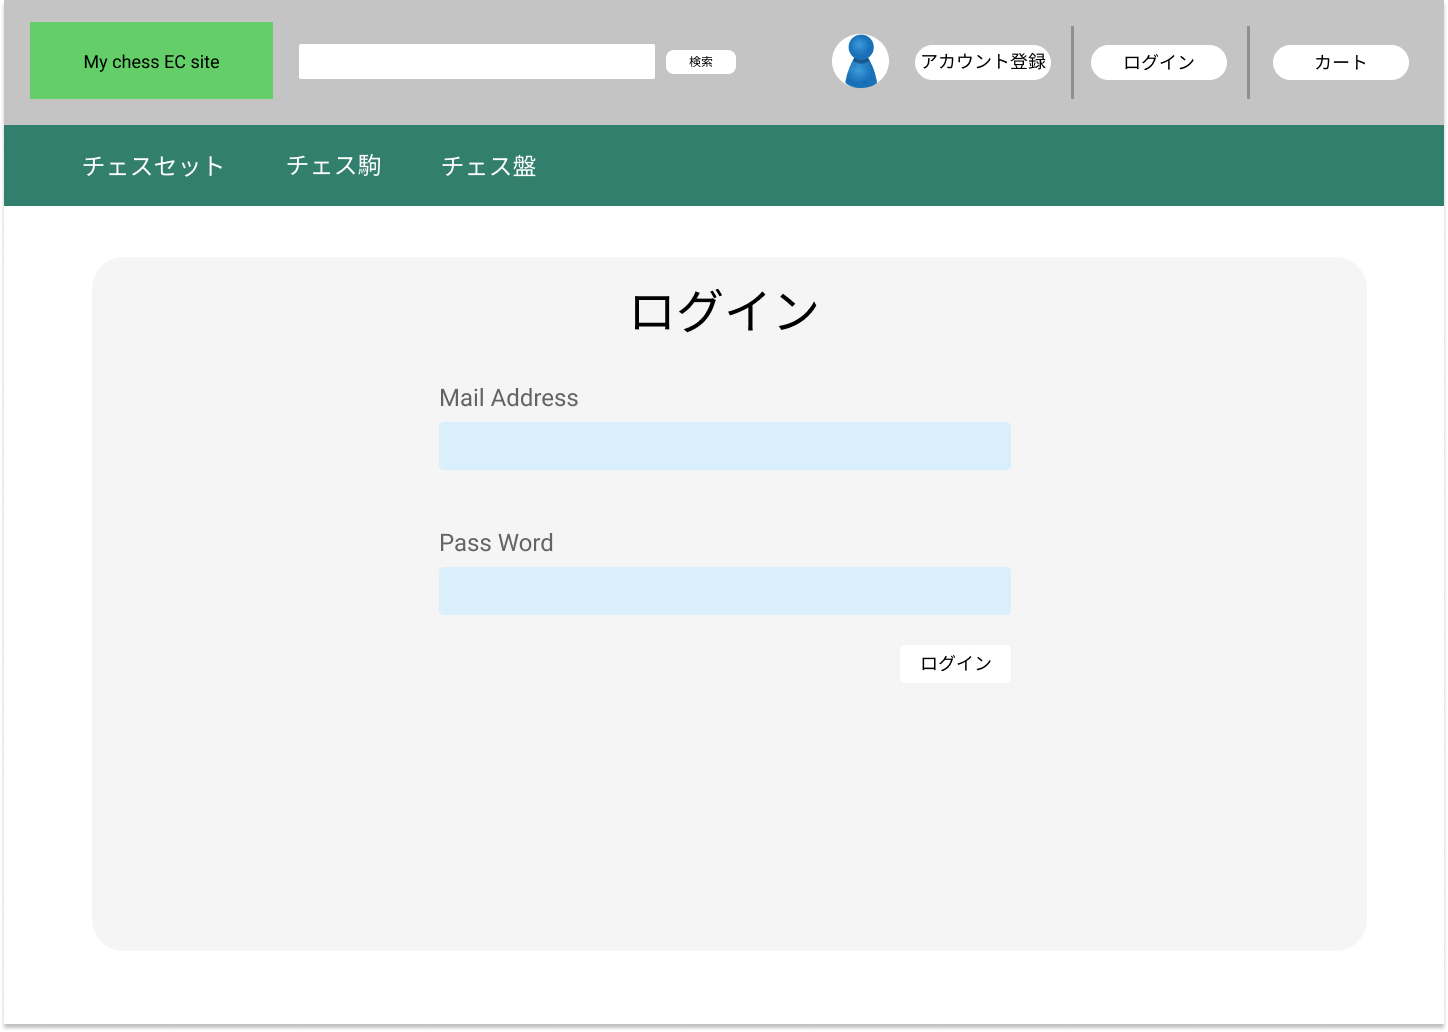 My chess EC site
検索
アカウント登録
ログイン
カート
チェスセット
チェス駒
チェス盤
ログイン
Mail Address
Pass Word
ログイン